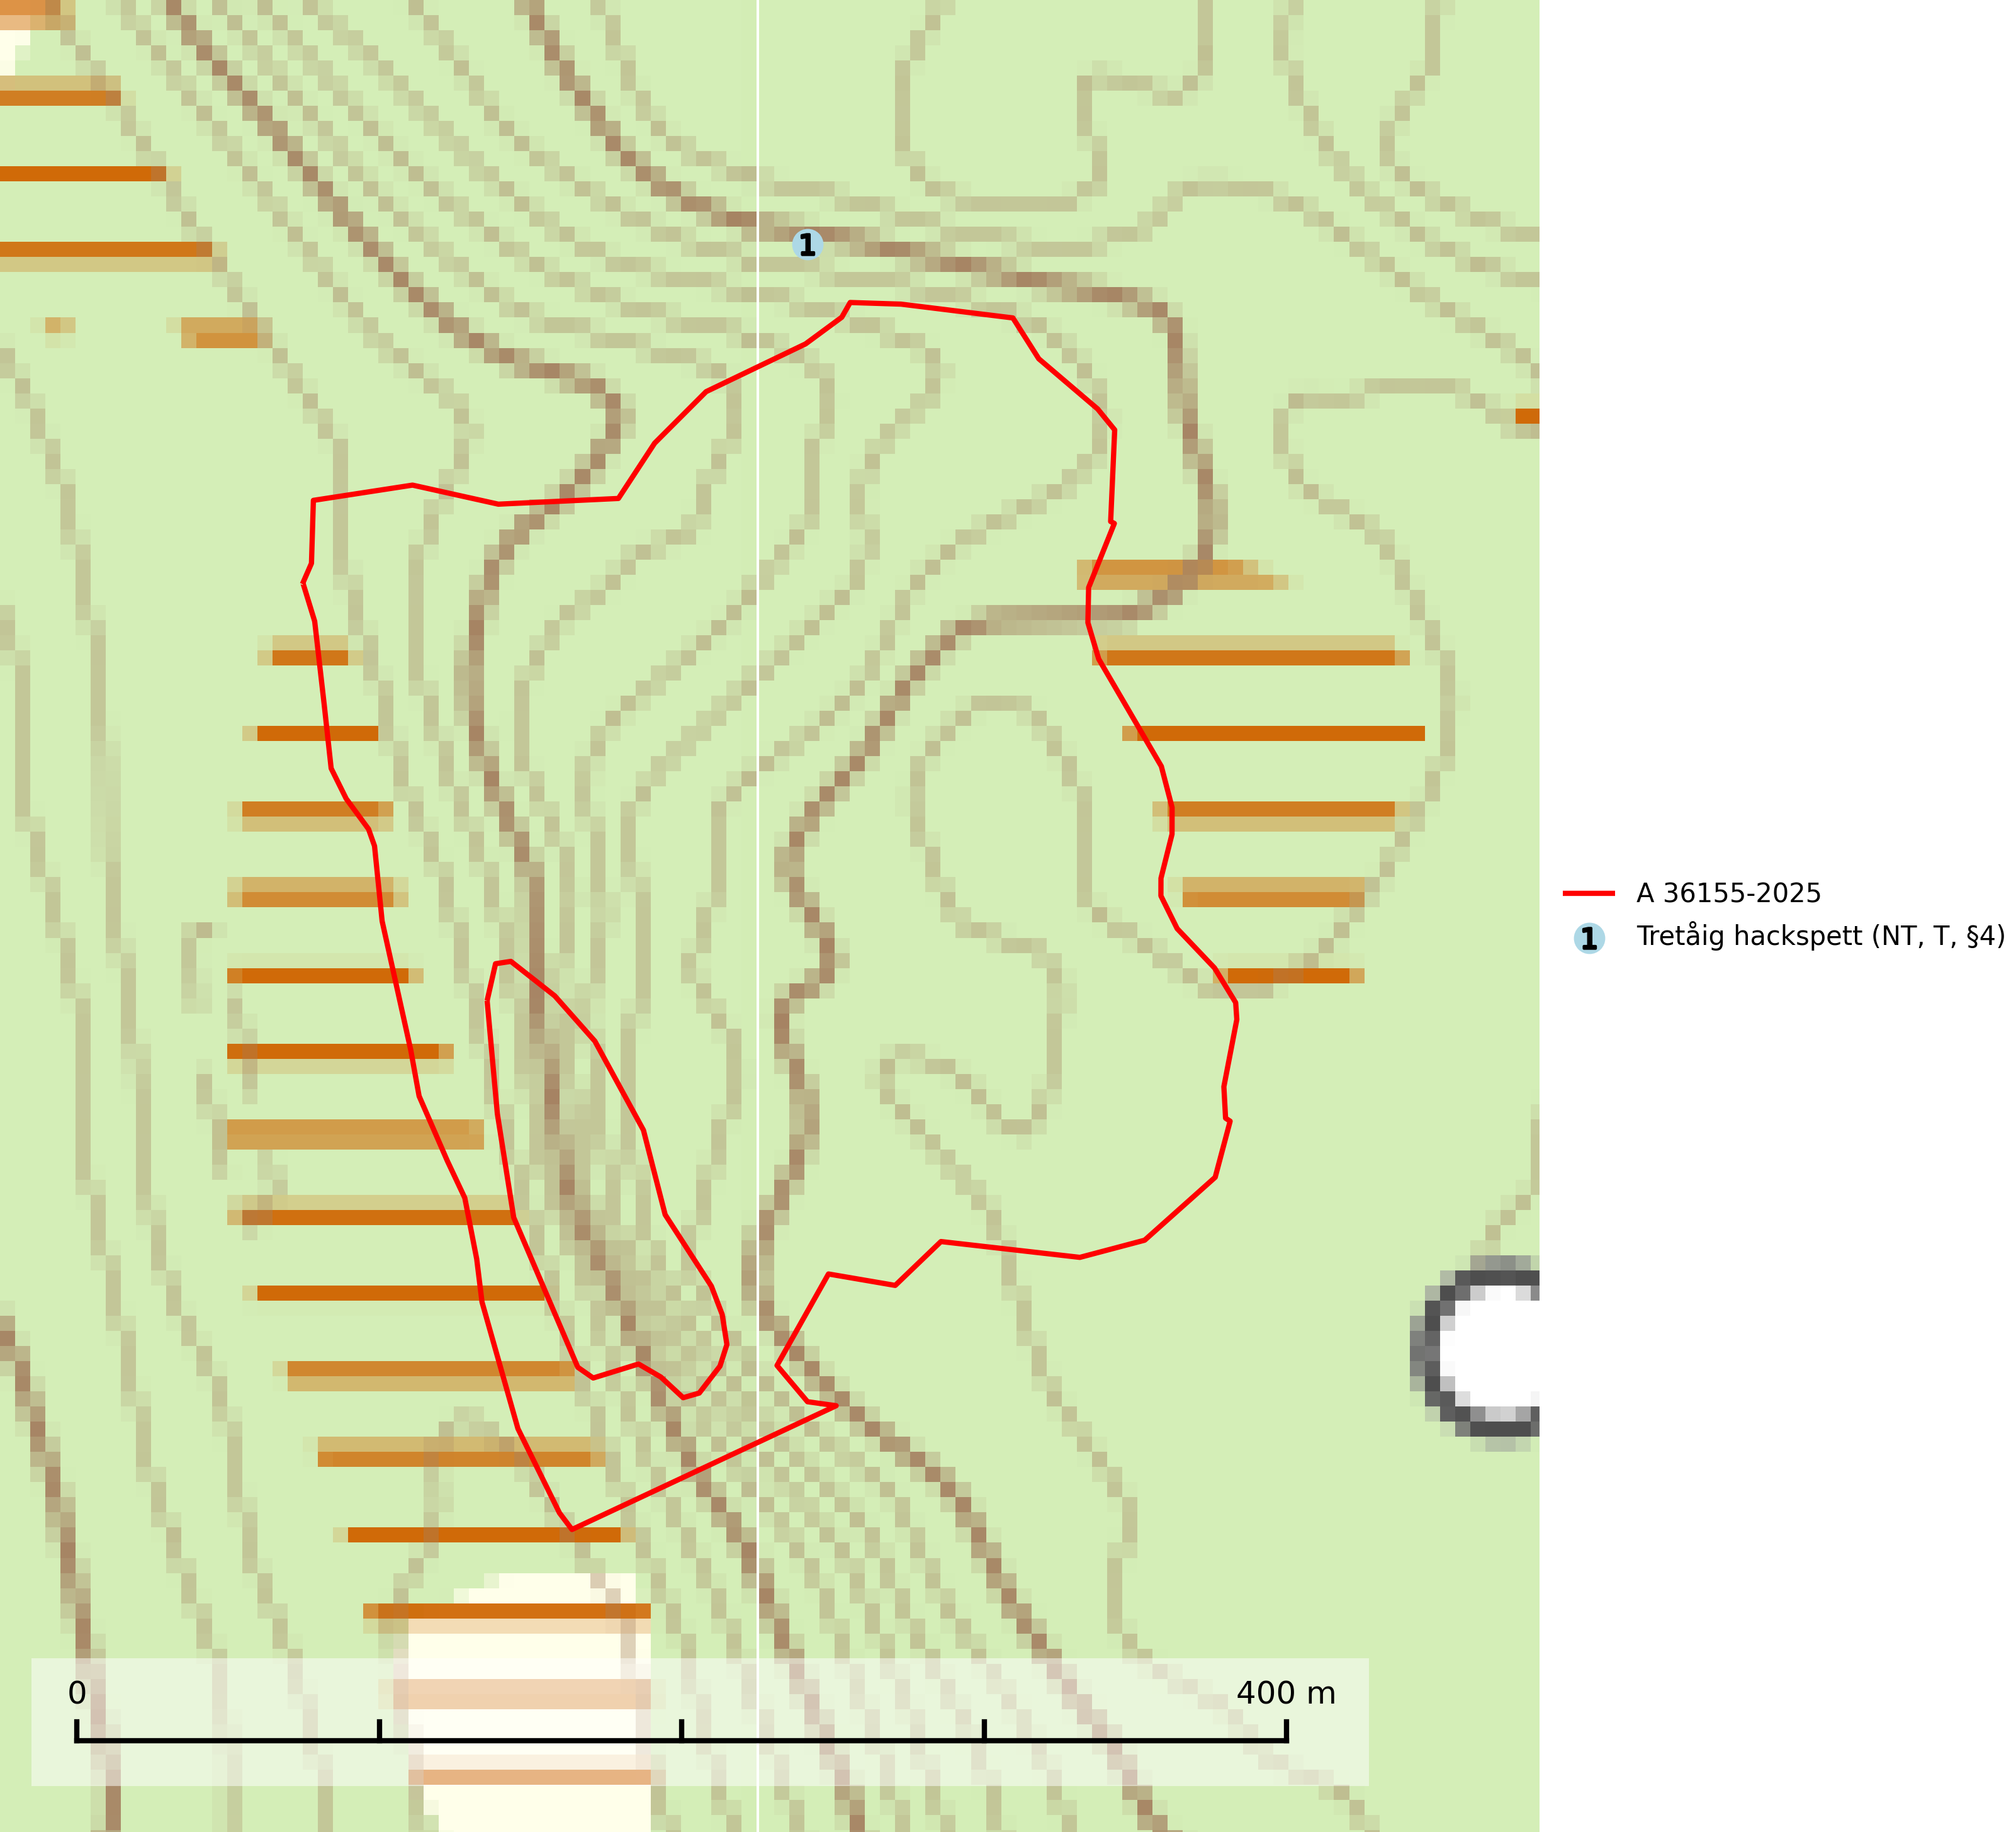 1
A 36155-2025
1 Tretåig hackspett (NT, T, §4)
0 400 m